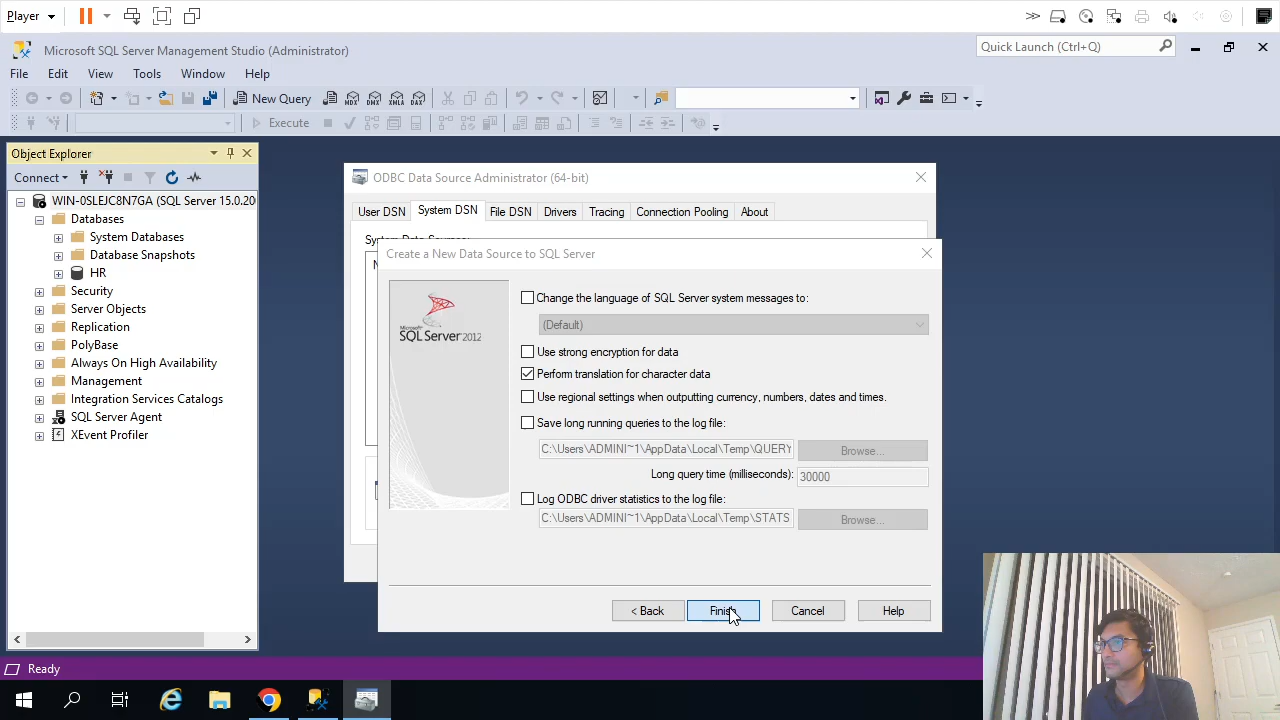 Player
Microsoft SQL Server Management Studio (Administrator)
Quick Launch (Ctrl+Q)
File Edit View Tools Window Help
New Query
MDX DMX XMLA DAX
Execute
Object Explorer
Connect
WIN-0SLEJC8N7GA (SQL Server 15.0.20
Databases
System Databases
Database Snapshots
HR
Security
Server Objects
Replication
PolyBase
Always On High Availability
Management
Integration Services Catalogs
SQL Server Agent
XEvent Profiler
ODBC Data Source Administrator (64-bit)
User DSN System DSN File DSN Drivers Tracing Connection Pooling About
Create a New Data Source to SQL Server
Microsoft
SQL Server 2012
Change the language of SQL Server system messages to:
(Default)
Use strong encryption for data
Perform translation for character data
Use regional settings when outputting currency, numbers, dates and times.
Save long running queries to the log file:
C:\Users\ADMINI~1\AppData\Local\Temp\QUERY
Browse...
Long query time (milliseconds):
30000
Log ODBC driver statistics to the log file:
C:\Users\ADMINI~1\AppData\Local\Temp\STATS
Browse...
< Back Finish Cancel Help
Ready